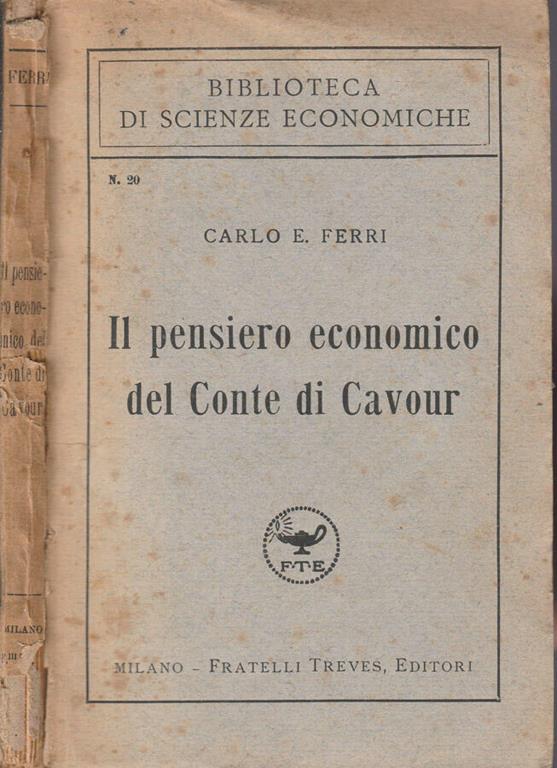 FERR
Il pensie-
ro econo-
mico del
Conte di
Cavour
MILANO
BIBLIOTECA
DI SCIENZE ECONOMICHE
N. 20
CARLO E. FERRI
Il pensiero economico
del Conte di Cavour
F·T·E
MILANO – FRATELLI TREVES, EDITORI